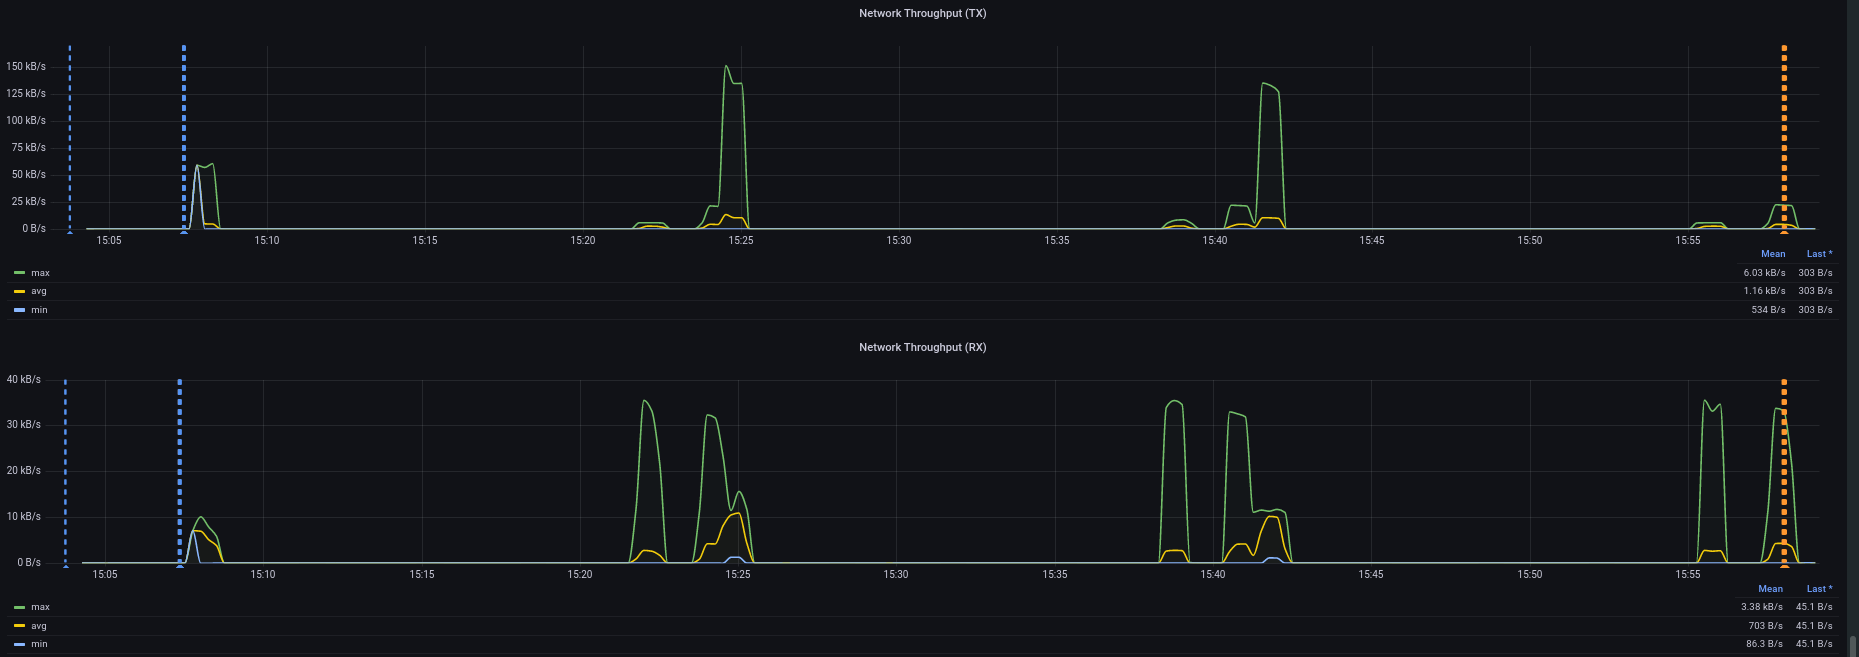 Network Throughput (TX)
150 kB/s
125 kB/s
100 kB/s
75 kB/s
50 kB/s
25 kB/s
0 B/s
15:05 15:10 15:15 15:20 15:25 15:30 15:35 15:40 15:45 15:50 15:55
Mean Last *
max 6.03 kB/s 303 B/s
avg 1.16 kB/s 303 B/s
min 534 B/s 303 B/s
Network Throughput (RX)
40 kB/s
30 kB/s
20 kB/s
10 kB/s
0 B/s
15:05 15:10 15:15 15:20 15:25 15:30 15:35 15:40 15:45 15:50 15:55
Mean Last *
max 3.38 kB/s 45.1 B/s
avg 703 B/s 45.1 B/s
min 86.3 B/s 45.1 B/s